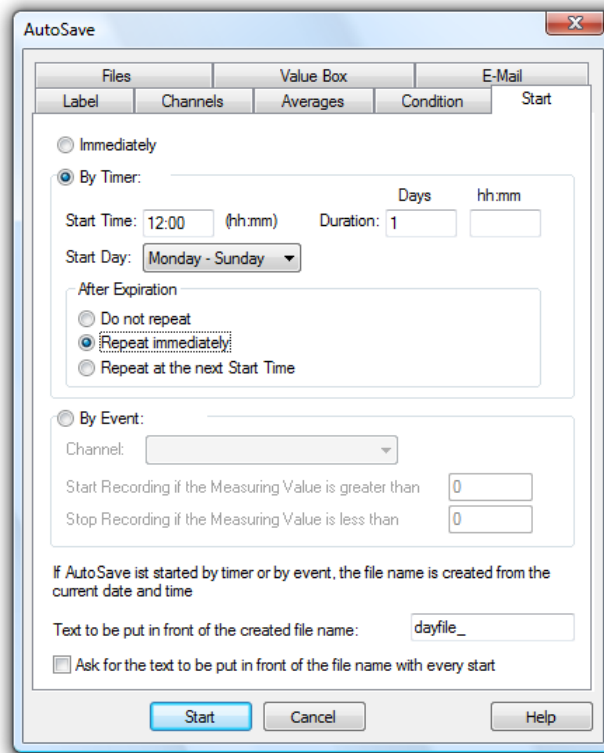 AutoSave
Files Value Box E-Mail
Label Channels Averages Condition Start
Immediately
By Timer:
Days hh:mm
Start Time: 12:00 (hh:mm) Duration: 1
Start Day: Monday - Sunday
After Expiration
Do not repeat
Repeat immediately
Repeat at the next Start Time
By Event:
Channel:
Start Recording if the Measuring Value is greater than 0
Stop Recording if the Measuring Value is less than 0
If AutoSave ist started by timer or by event, the file name is created from the
current date and time
Text to be put in front of the created file name: dayfile_
Ask for the text to be put in front of the file name with every start
Start Cancel Help